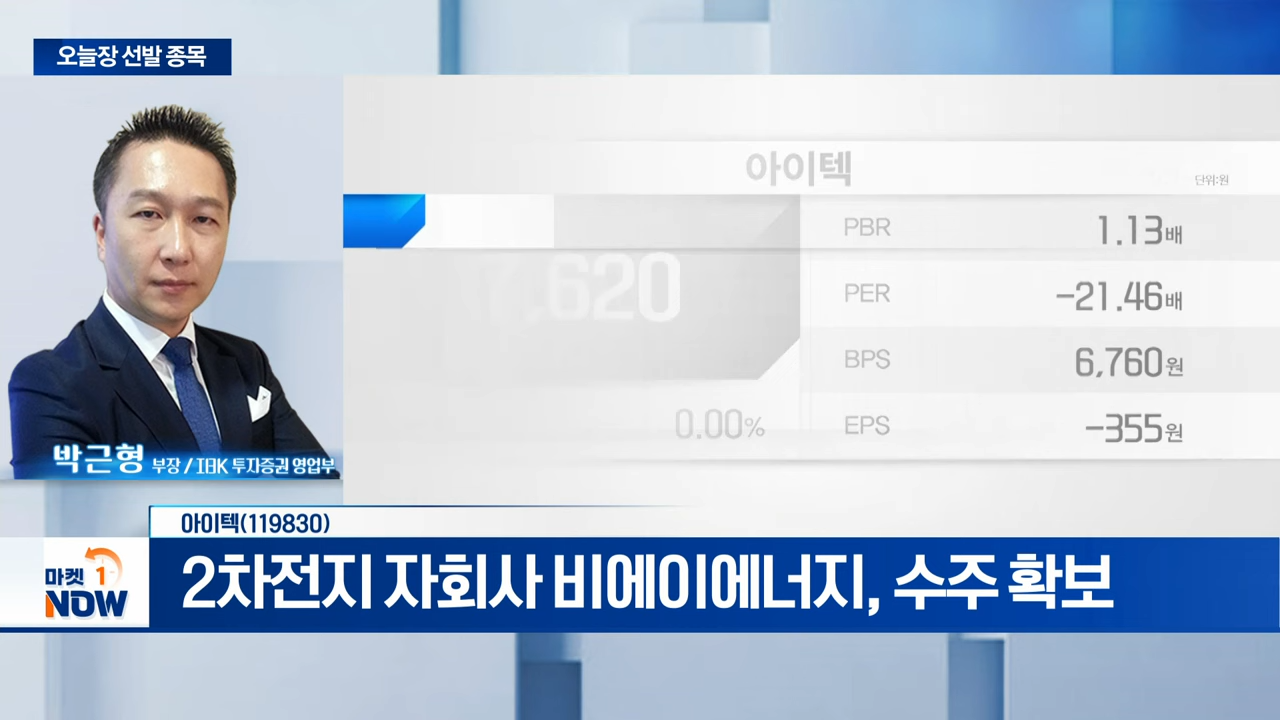 오늘장 선발 종목
아이텍
단위:원
PBR 1.13배
7,620
PER -21.46배
BPS 6,760원
0.00%
EPS -355원
박근형 부장 / IBK 투자증권 영업부
아이텍(119830)
마켓 1 NOW
2차전지 자회사 비에이에너지, 수주 확보